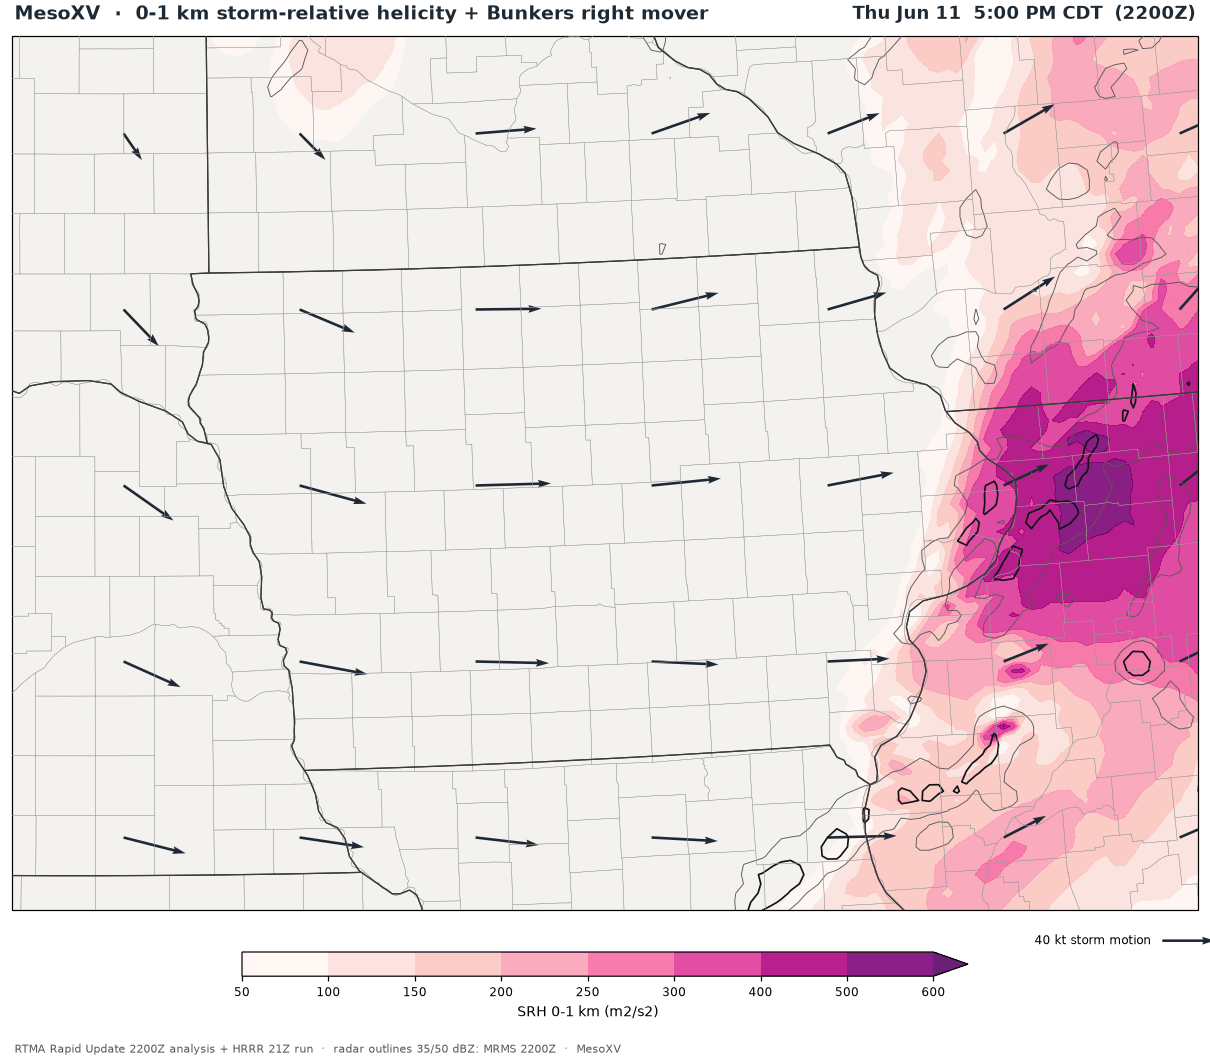 MesoXV · 0-1 km storm-relative helicity + Bunkers right mover
Thu Jun 11 5:00 PM CDT (2200Z)
40 kt storm motion
50 100 150 200 250 300 400 500 600
SRH 0-1 km (m2/s2)
RTMA Rapid Update 2200Z analysis + HRRR 21Z run · radar outlines 35/50 dBZ: MRMS 2200Z · MesoXV